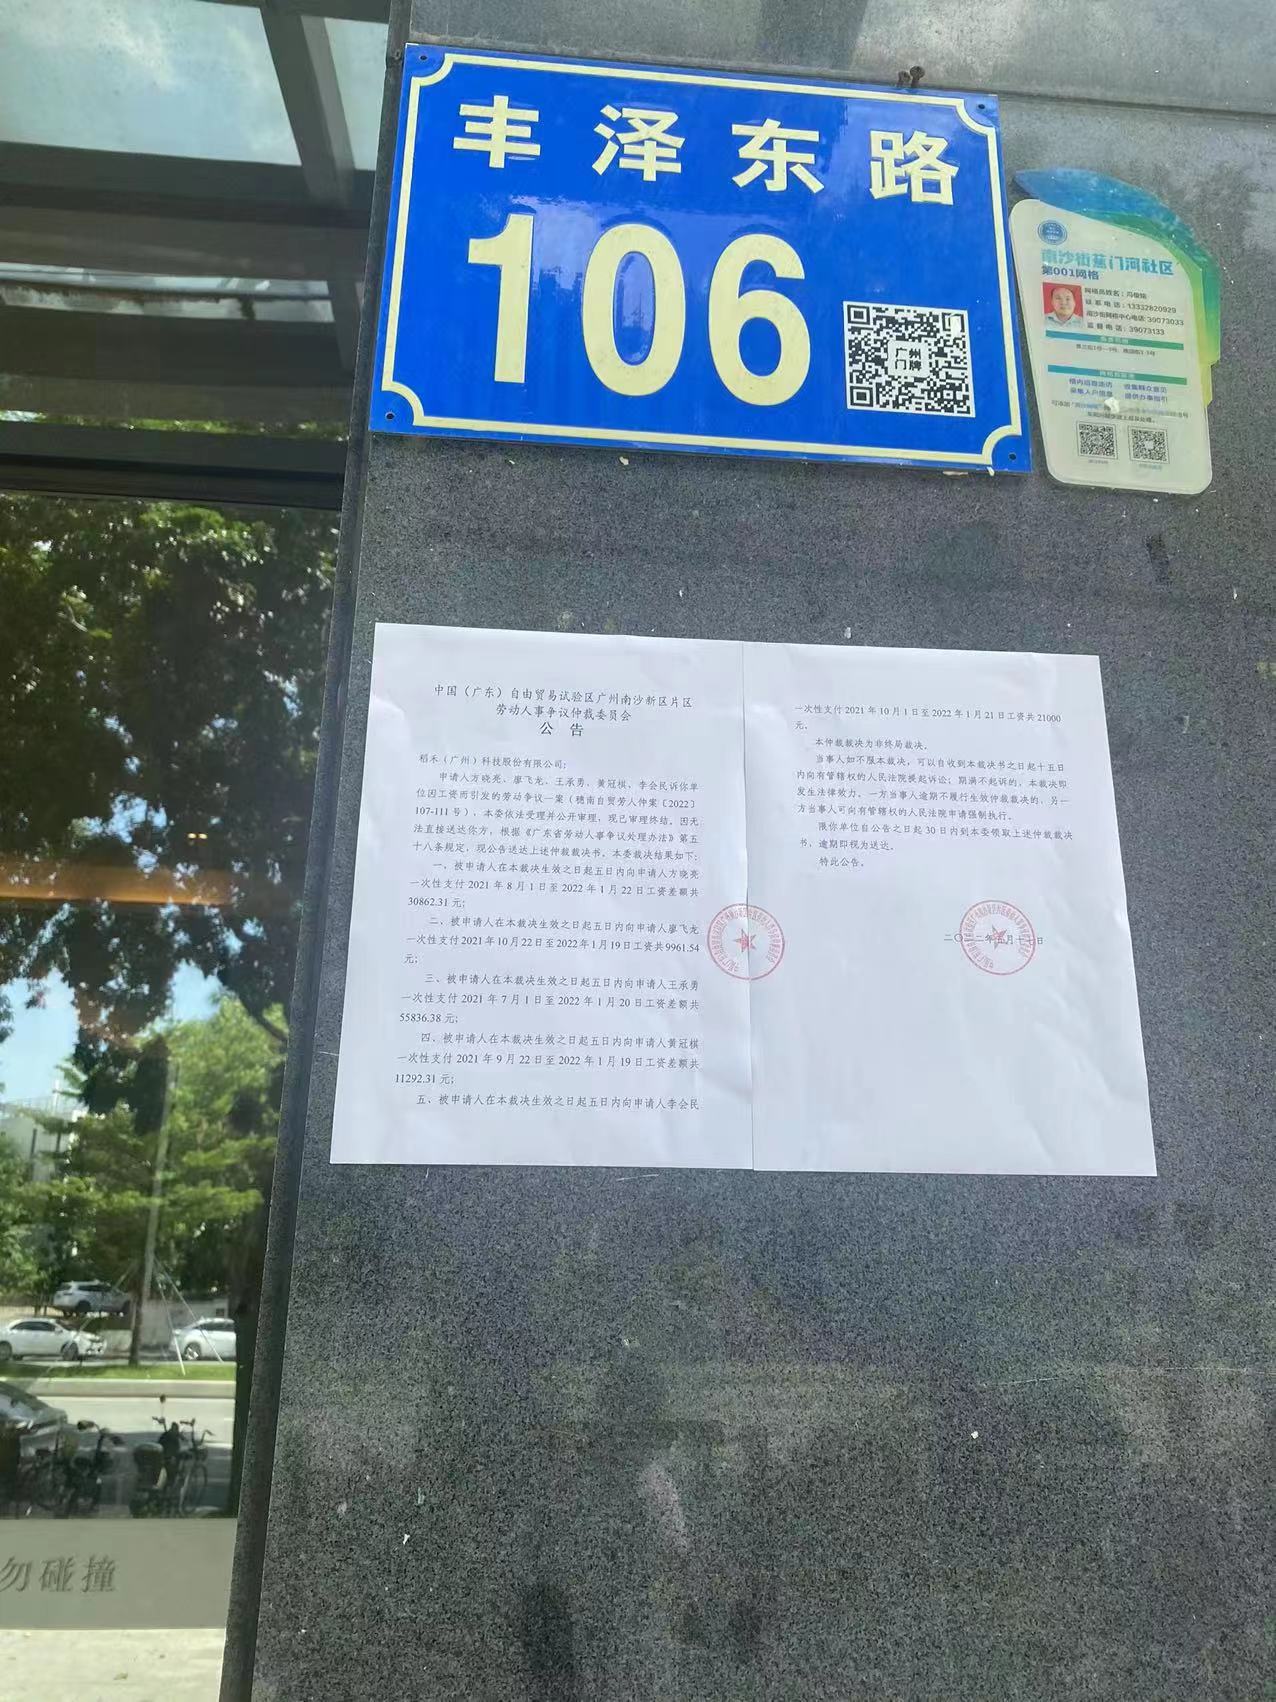 丰泽东路
106
广州
门牌
南沙街蕉门河社区
第001网格
联系电话：13332820929
南沙街网格中心电话：39073033
监督电话：39073133
中国（广东）自由贸易试验区广州南沙新区片区
劳动人事争议仲裁委员会
公告
稻禾（广州）科技股份有限公司：
申请人方晓亮、廖飞龙、王承勇、黄冠棋、李会民诉你单
位因工资而引发的劳动争议一案（穗南自贸劳人仲案〔2022〕
107-111号），本委依法受理并公开审理，现已审理终结。因无
法直接送达你方，根据《广东省劳动人事争议处理办法》第五
十八条规定，现公告送达上述仲裁裁决书。本委裁决结果如下：
一、被申请人在本裁决生效之日起五日内向申请人方晓亮
一次性支付2021年8月1日至2022年1月22日工资差额共
30862.31元；
二、被申请人在本裁决生效之日起五日内向申请人廖飞龙
一次性支付2021年10月22日至2022年1月19日工资共9961.54
元；
三、被申请人在本裁决生效之日起五日内向申请人王承勇
一次性支付2021年7月1日至2022年1月20日工资差额共
55836.38元；
四、被申请人在本裁决生效之日起五日内向申请人黄冠棋
一次性支付2021年9月22日至2022年1月19日工资差额共
11292.31元；
五、被申请人在本裁决生效之日起五日内向申请人李会民
一次性支付2021年10月1日至2022年1月21日工资共21000
元。
本仲裁裁决为非终局裁决。
当事人如不服本裁决，可以自收到本裁决书之日起十五日
内向有管辖权的人民法院提起诉讼；期满不起诉的，本裁决即
发生法律效力。一方当事人逾期不履行生效仲裁裁决的，另一
方当事人可向有管辖权的人民法院申请强制执行。
限你单位自公告之日起30日内到本委领取上述仲裁裁决
书，逾期即视为送达。
特此公告。
二〇二二年五月十七日
勿碰撞